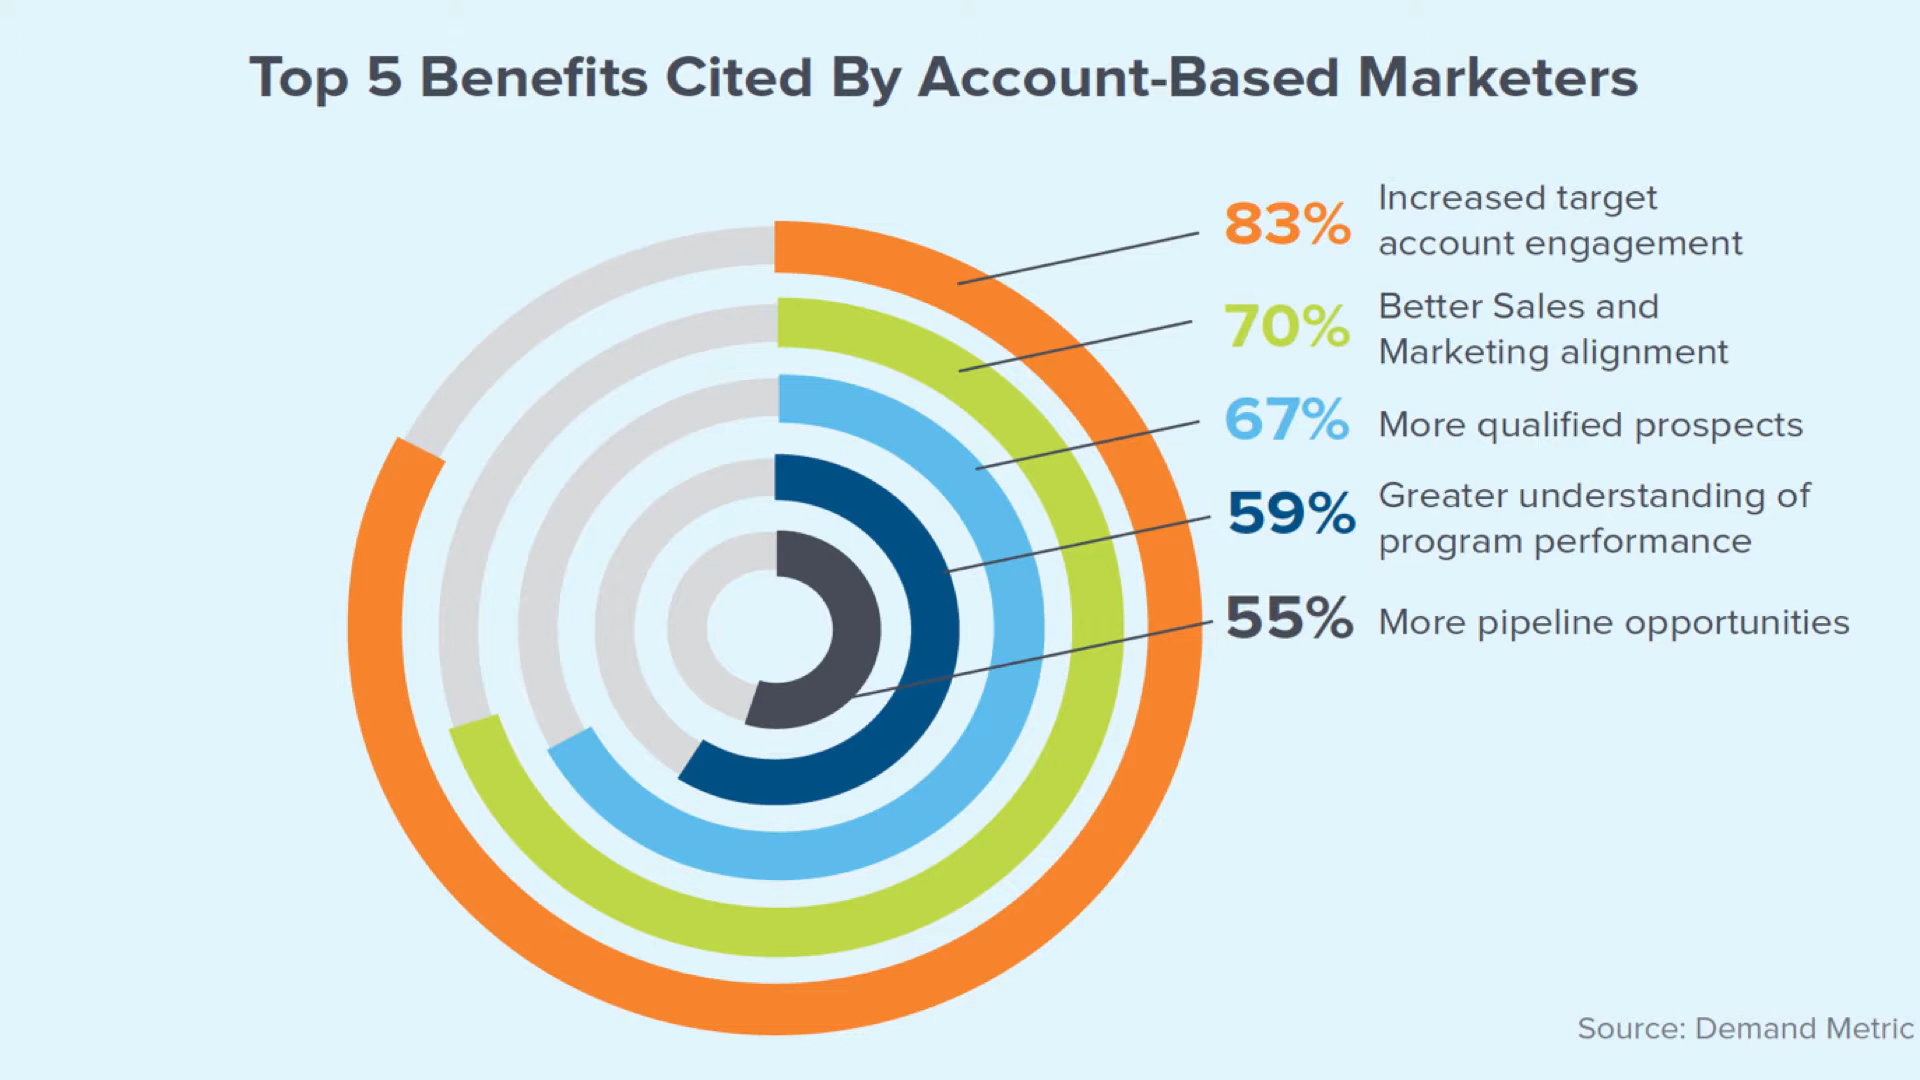 Top 5 Benefits Cited By Account-Based Marketers
83%
Increased target
account engagement
70%
Better Sales and
Marketing alignment
67%
More qualified prospects
59%
Greater understanding of
program performance
55%
More pipeline opportunities
Source: Demand Metric